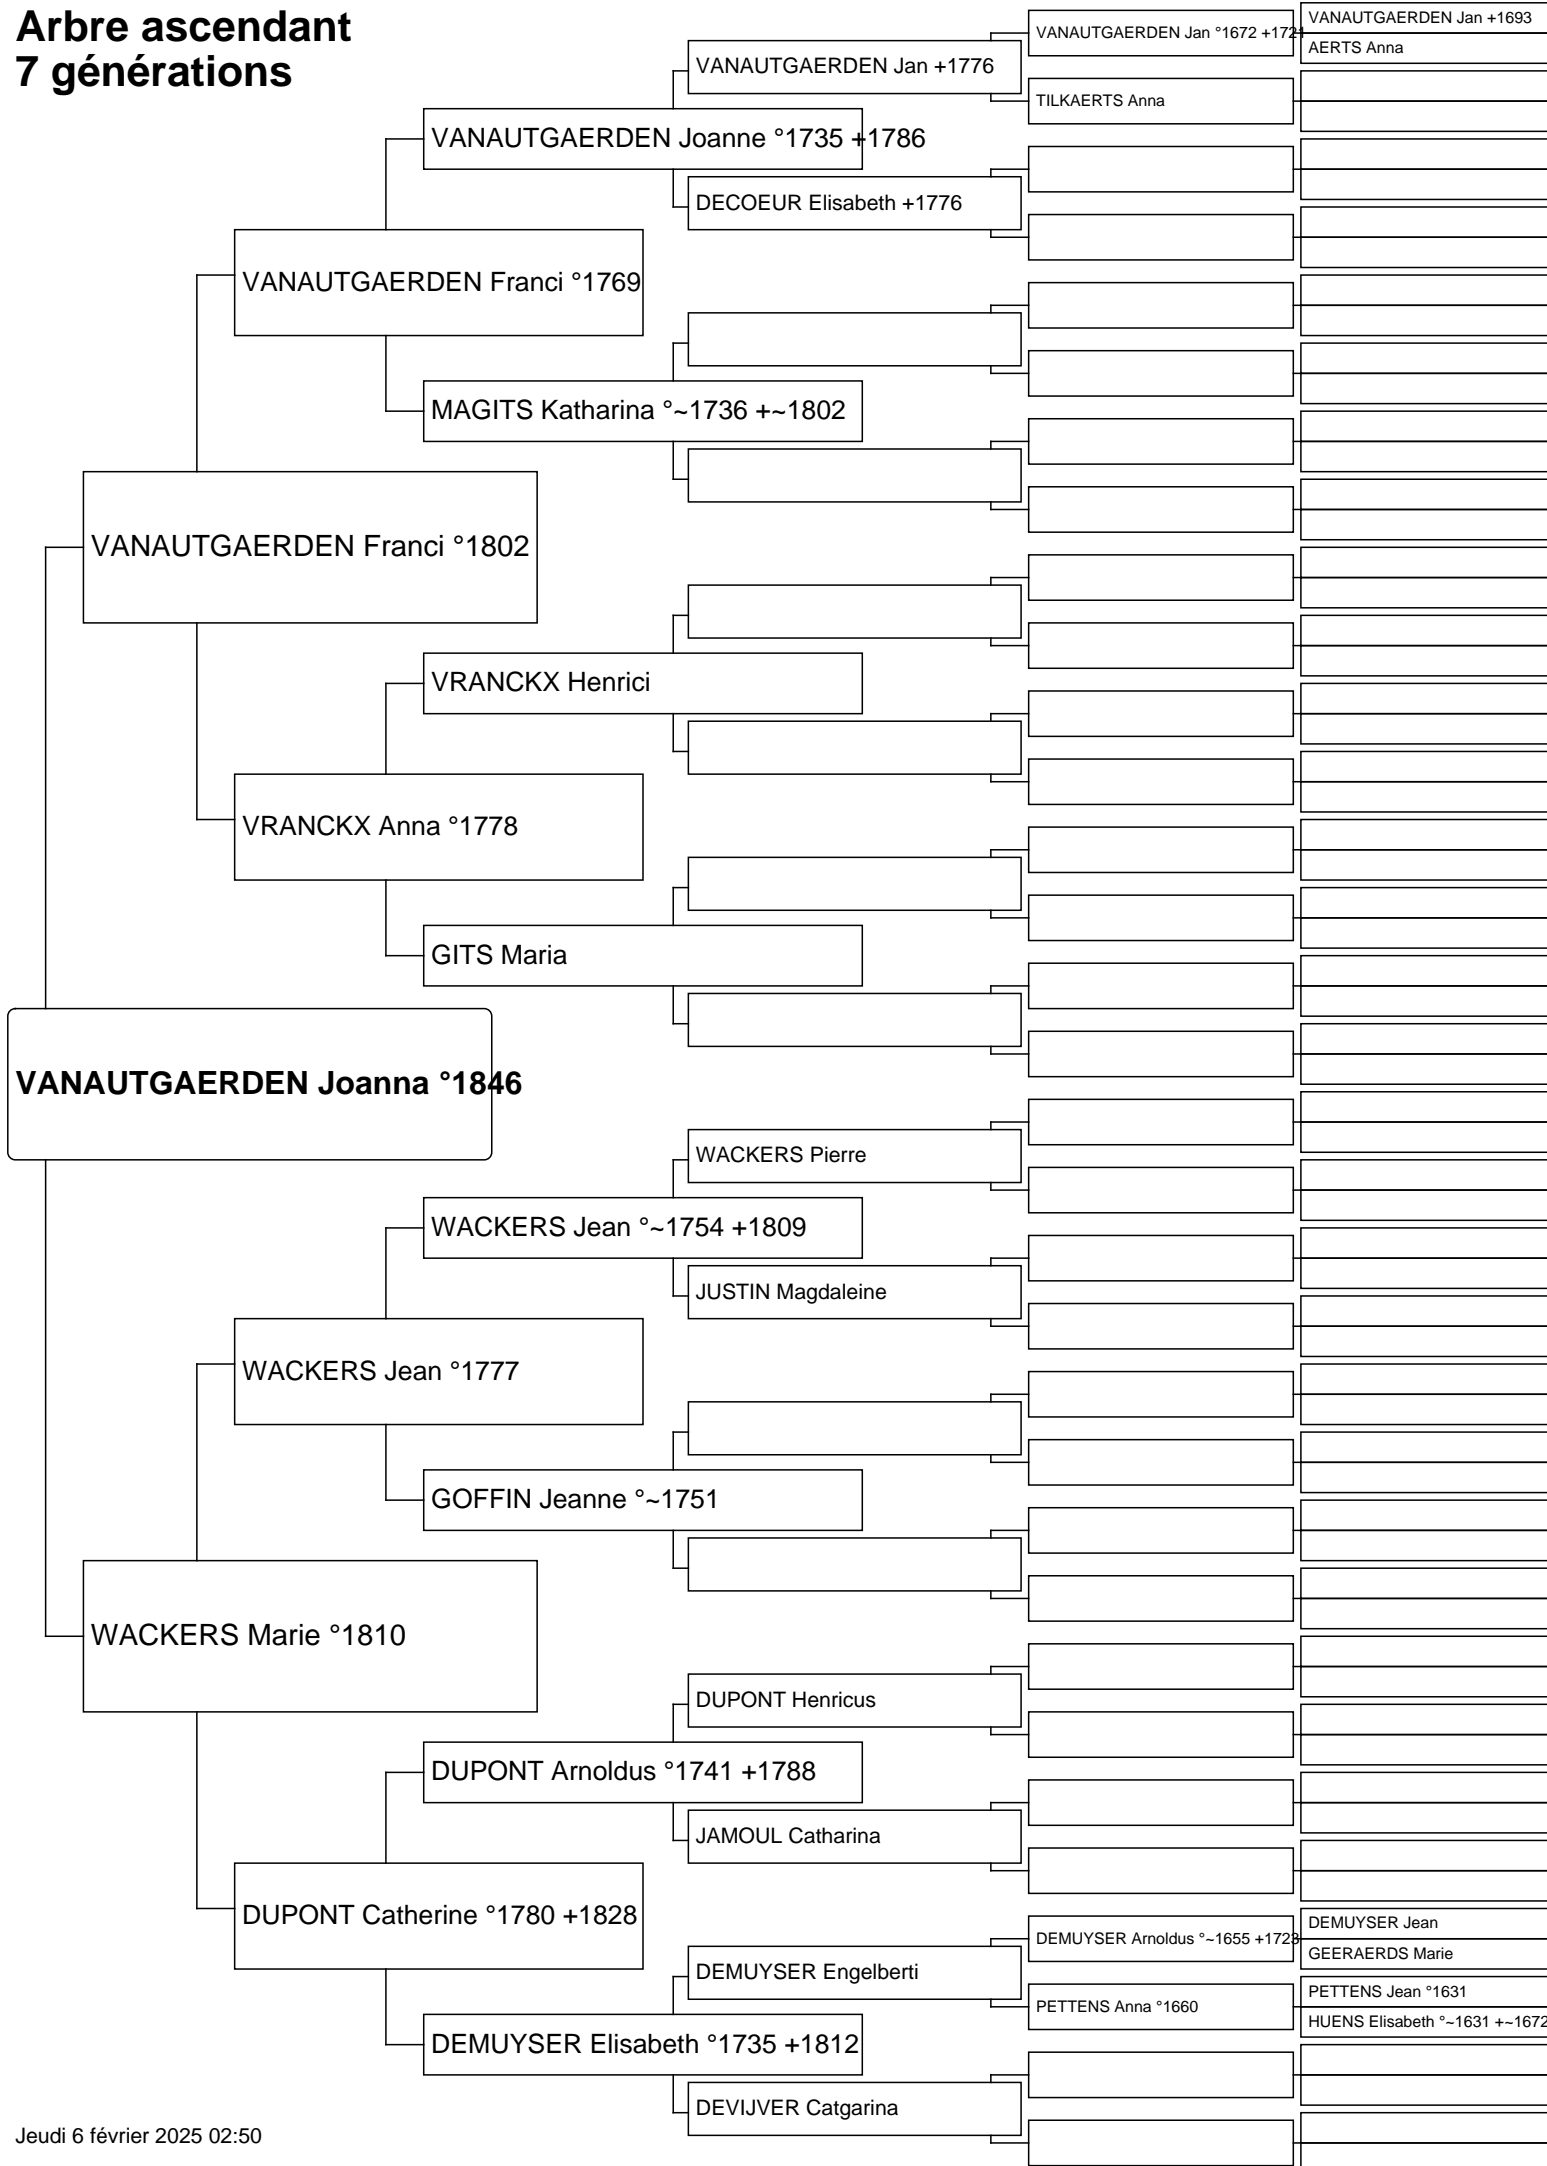 Arbre ascendant
7 générations
VANAUTGAERDEN Jan +1693
VANAUTGAERDEN Jan °1672 +1721
AERTS Anna
VANAUTGAERDEN Jan +1776
TILKAERTS Anna
VANAUTGAERDEN Joanne °1735 +1786
DECOEUR Elisabeth +1776
VANAUTGAERDEN Franci °1769
MAGITS Katharina °~1736 +~1802
VANAUTGAERDEN Franci °1802
VRANCKX Henrici
VRANCKX Anna °1778
GITS Maria
VANAUTGAERDEN Joanna °1846
WACKERS Pierre
WACKERS Jean °~1754 +1809
JUSTIN Magdaleine
WACKERS Jean °1777
GOFFIN Jeanne °~1751
WACKERS Marie °1810
DUPONT Henricus
DUPONT Arnoldus °1741 +1788
JAMOUL Catharina
DUPONT Catherine °1780 +1828
DEMUYSER Jean
DEMUYSER Arnoldus °~1655 +1723
GEERAERDS Marie
DEMUYSER Engelberti
PETTENS Jean °1631
PETTENS Anna °1660
HUENS Elisabeth °~1631 +~1672
DEMUYSER Elisabeth °1735 +1812
DEVIJVER Catgarina
Jeudi 6 février 2025 02:50